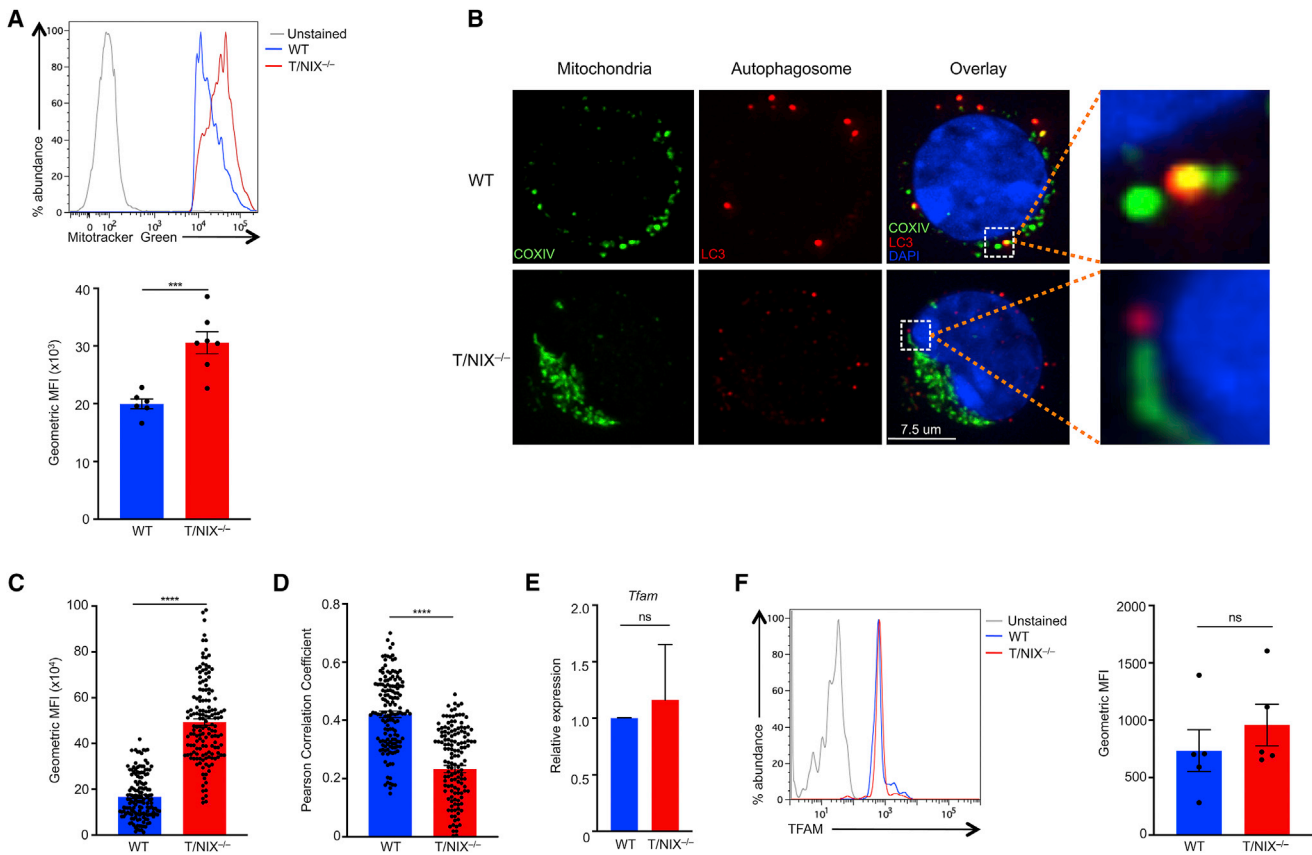 A
Unstained
WT
T/NIX⁻/⁻
100
80
60
40
20
0
0
10²
10³
10⁴
10⁵
% abundance
Mitotracker Green
40
30
20
10
0
***
Geometric MFI (x10³)
WT
T/NIX⁻/⁻
B
Mitochondria
Autophagosome
Overlay
WT
T/NIX⁻/⁻
COXIV
LC3
COXIV
LC3
DAPI
7.5 um
C
100
80
60
40
20
0
****
Geometric MFI (x10⁴)
WT
T/NIX⁻/⁻
D
0.8
0.6
0.4
0.2
0
****
Pearson Correlation Coefficient
WT
T/NIX⁻/⁻
E
Tfam
2.0
1.5
1.0
0.5
0
ns
Relative expression
WT
T/NIX⁻/⁻
F
Unstained
WT
T/NIX⁻/⁻
100
80
60
40
20
0
10¹
10³
10⁵
% abundance
TFAM
2000
1500
1000
500
0
ns
Geometric MFI
WT
T/NIX⁻/⁻